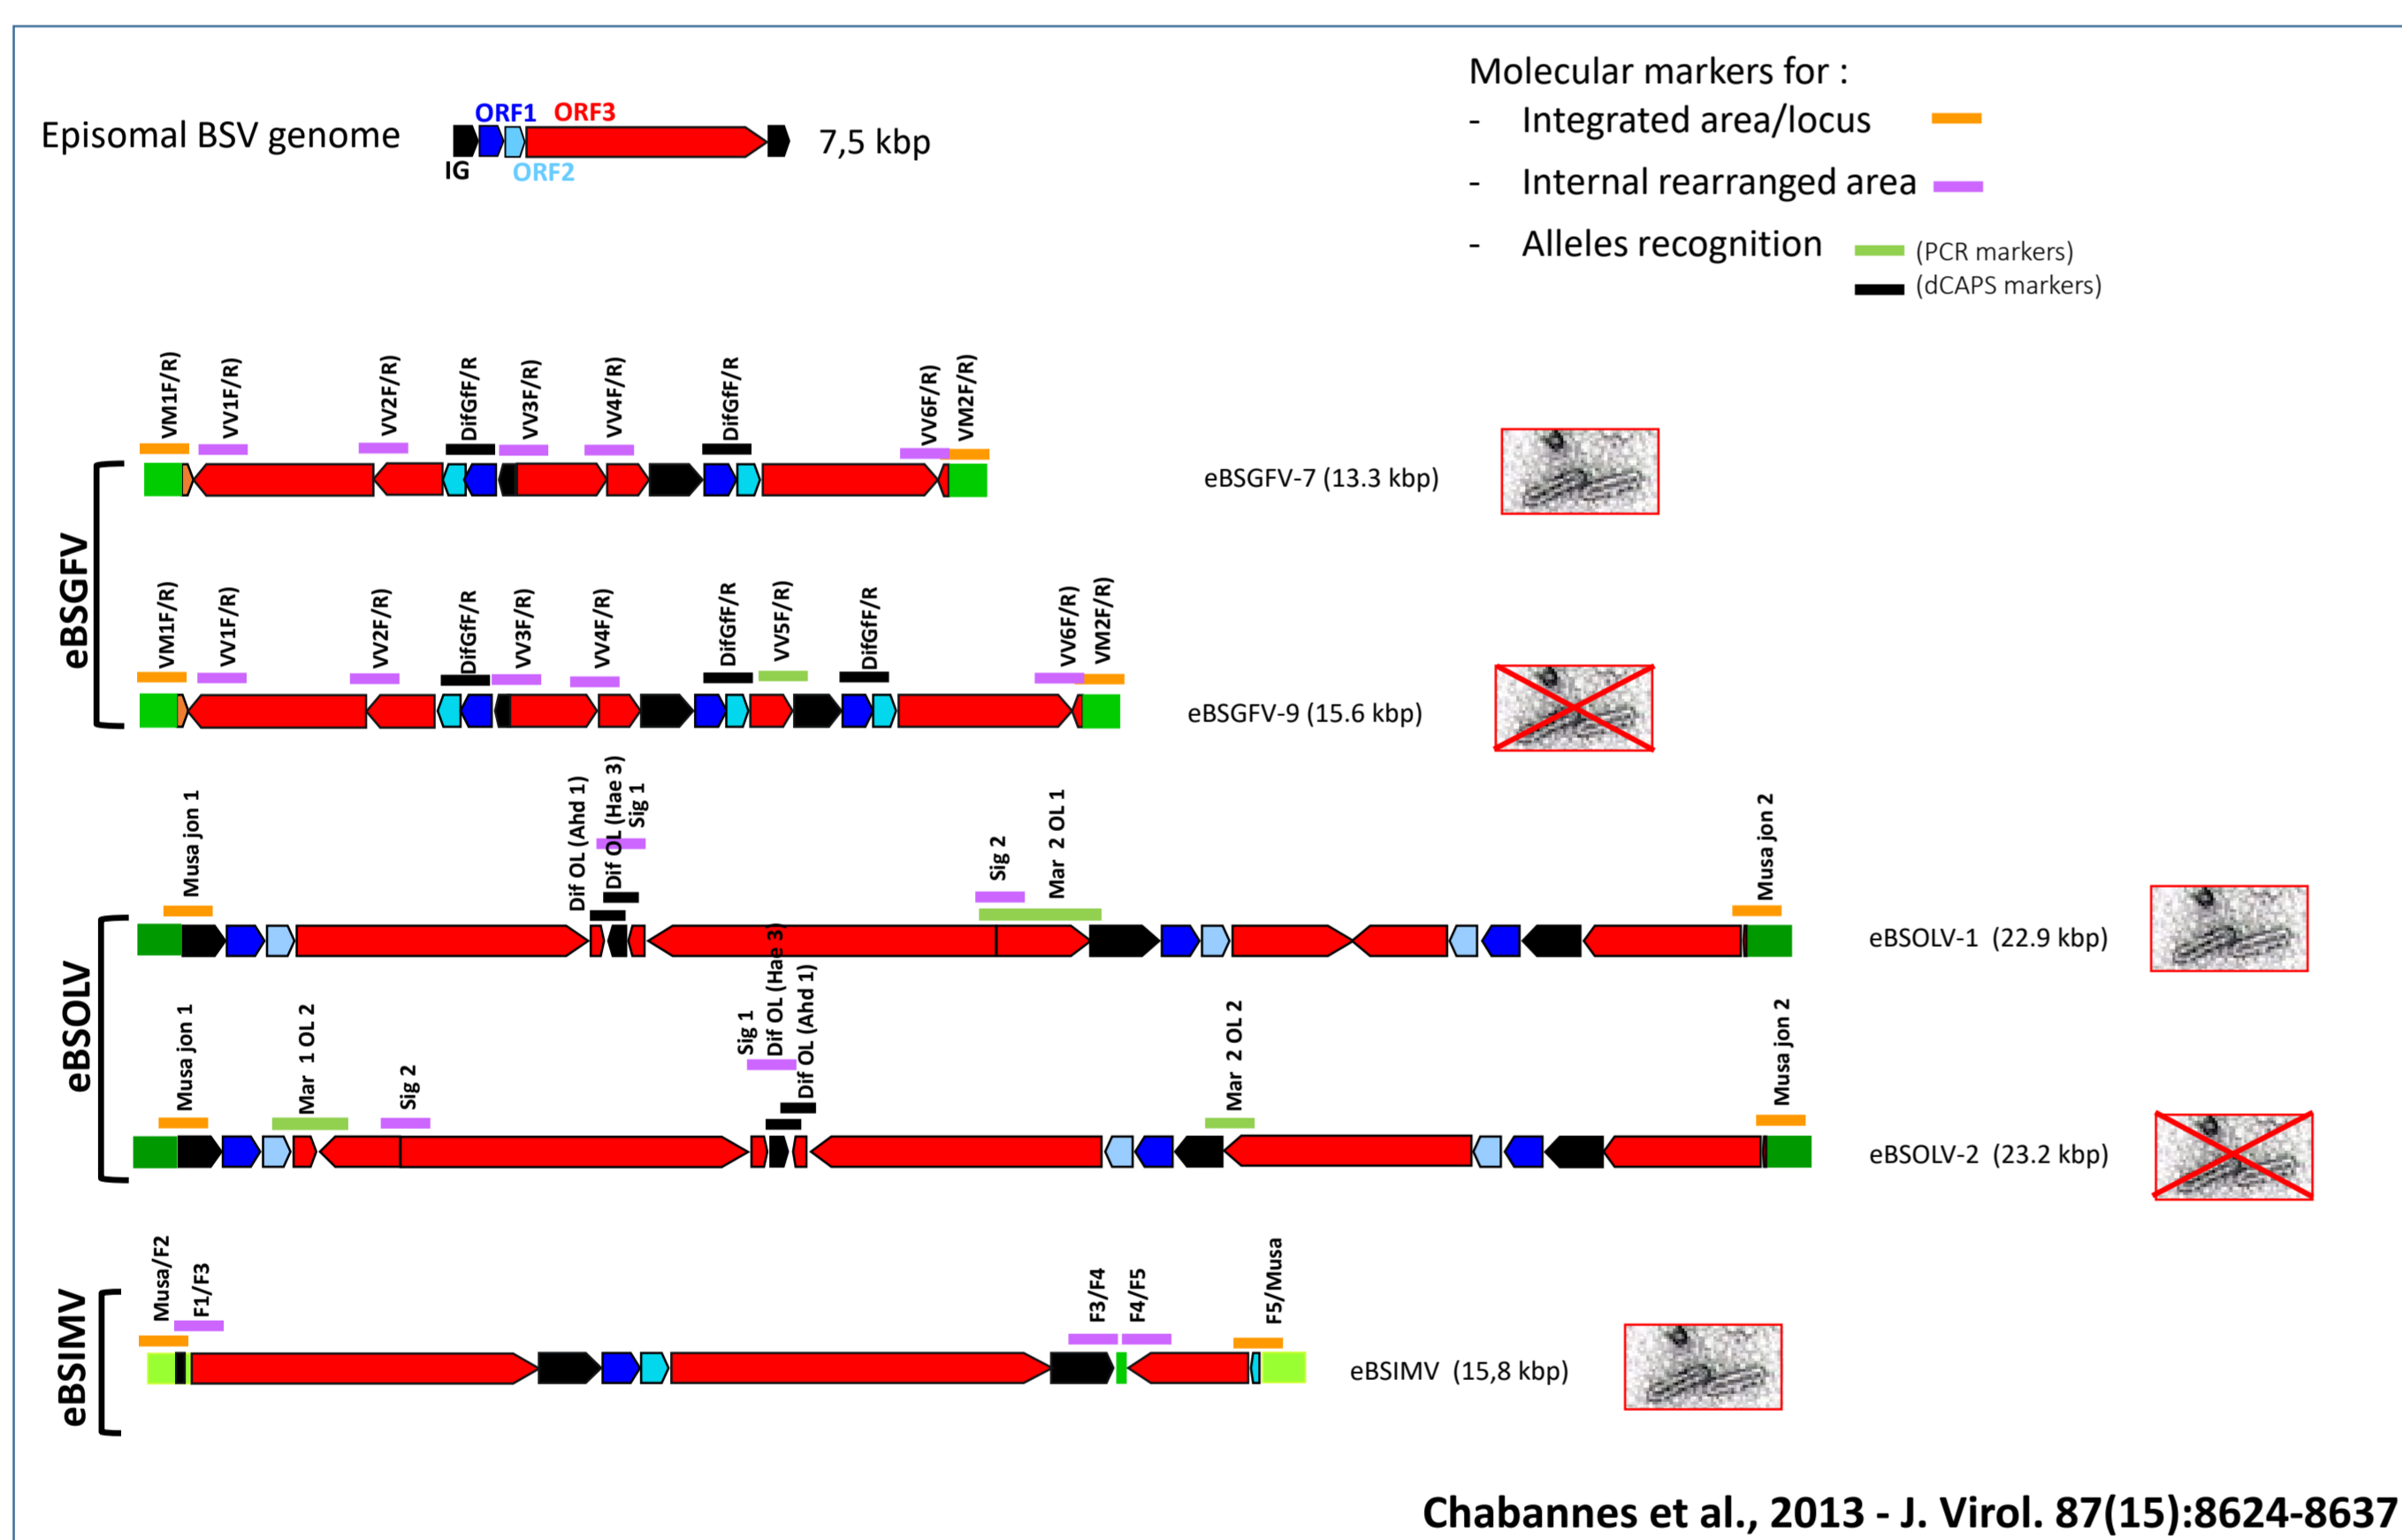 Episomal BSV genome
ORF1 ORF3
IG
ORF2
7,5 kbp
Molecular markers for :
- Integrated area/locus
- Internal rearranged area
- Alleles recognition
(PCR markers)
(dCAPS markers)
eBSGFV
VM1F/R)
VV1F/R)
VV2F/R)
DifGfF/R
VV3F/R)
VV4F/R)
DifGfF/R
VV6F/R)
VM2F/R)
eBSGFV-7 (13.3 kbp)
VM1F/R)
VV1F/R)
VV2F/R)
DifGfF/R
VV3F/R)
VV4F/R)
DifGfF/R
VV5F/R)
DifGfF/R
VV6F/R)
VM2F/R)
eBSGFV-9 (15.6 kbp)
eBSOLV
Musa jon 1
Dif OL (Ahd 1)
Dif OL (Hae 3)
Sig 1
Sig 2
Mar 2 OL 1
Musa jon 2
eBSOLV-1 (22.9 kbp)
Musa jon 1
Mar 1 OL 2
Sig 2
Sig 1
Dif OL (Hae 3)
Dif OL (Ahd 1)
Mar 2 OL 2
Musa jon 2
eBSOLV-2 (23.2 kbp)
eBSIMV
Musa/F2
F1/F3
F3/F4
F4/F5
F5/Musa
eBSIMV (15,8 kbp)
Chabannes et al., 2013 - J. Virol. 87(15):8624-8637